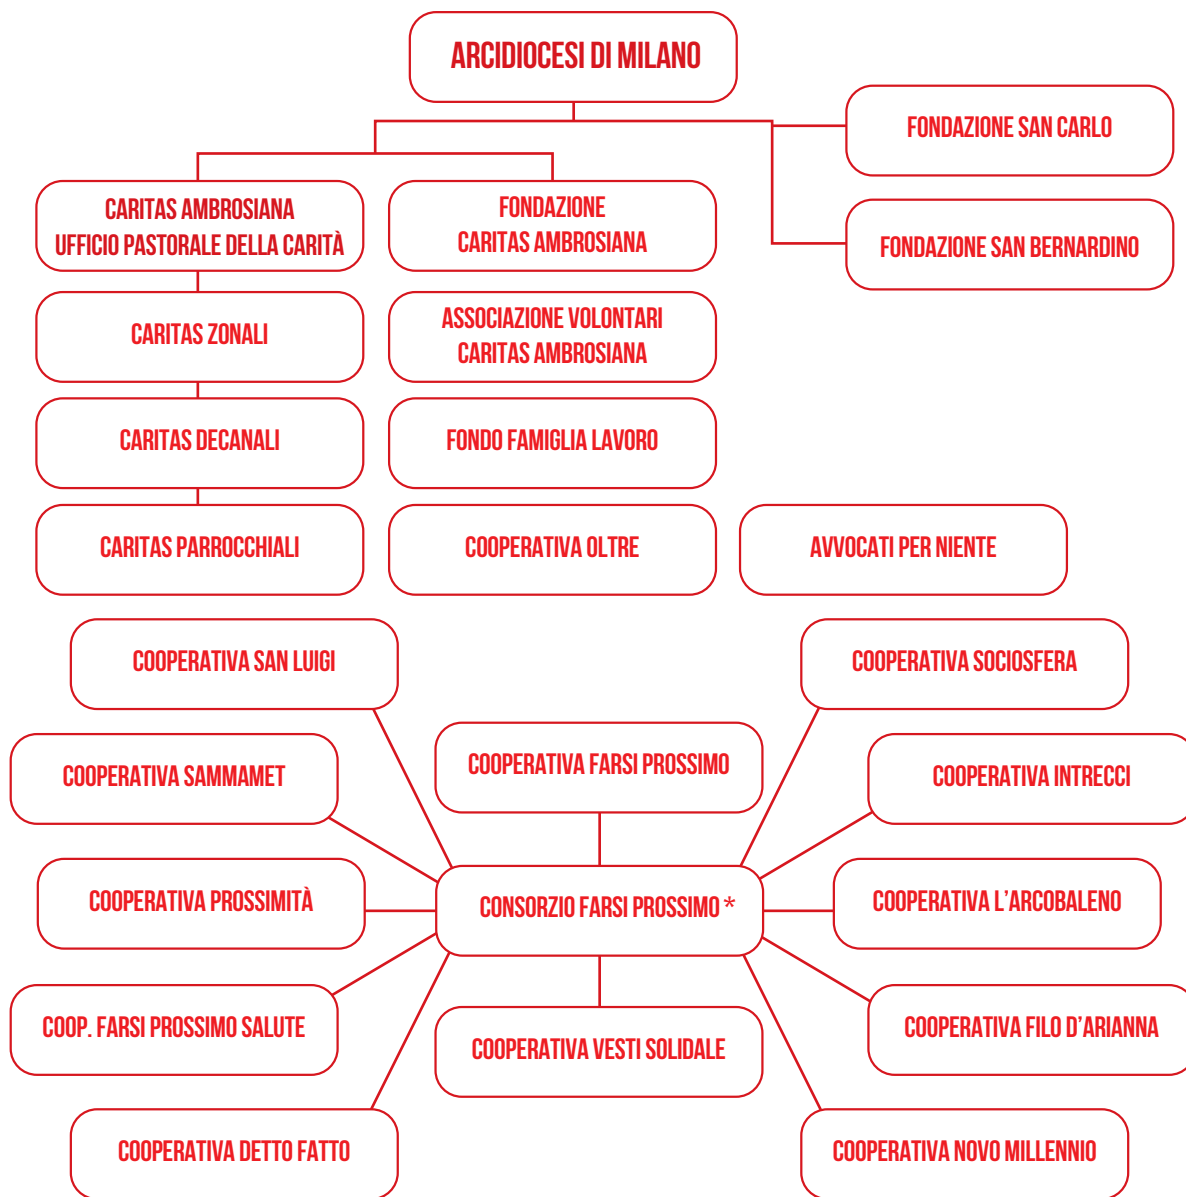 ARCIDIOCESI DI MILANO
FONDAZIONE SAN CARLO
CARITAS AMBROSIANA
UFFICIO PASTORALE DELLA CARITÀ
FONDAZIONE
CARITAS AMBROSIANA
FONDAZIONE SAN BERNARDINO
CARITAS ZONALI
ASSOCIAZIONE VOLONTARI
CARITAS AMBROSIANA
CARITAS DECANALI
FONDO FAMIGLIA LAVORO
CARITAS PARROCCHIALI
COOPERATIVA OLTRE
AVVOCATI PER NIENTE
COOPERATIVA SAN LUIGI
COOPERATIVA SOCIOSFERA
COOPERATIVA FARSI PROSSIMO
COOPERATIVA SAMMAMET
COOPERATIVA INTRECCI
COOPERATIVA PROSSIMITÀ
CONSORZIO FARSI PROSSIMO *
COOPERATIVA L'ARCOBALENO
COOP. FARSI PROSSIMO SALUTE
COOPERATIVA FILO D'ARIANNA
COOPERATIVA VESTI SOLIDALE
COOPERATIVA DETTO FATTO
COOPERATIVA NOVO MILLENNIO